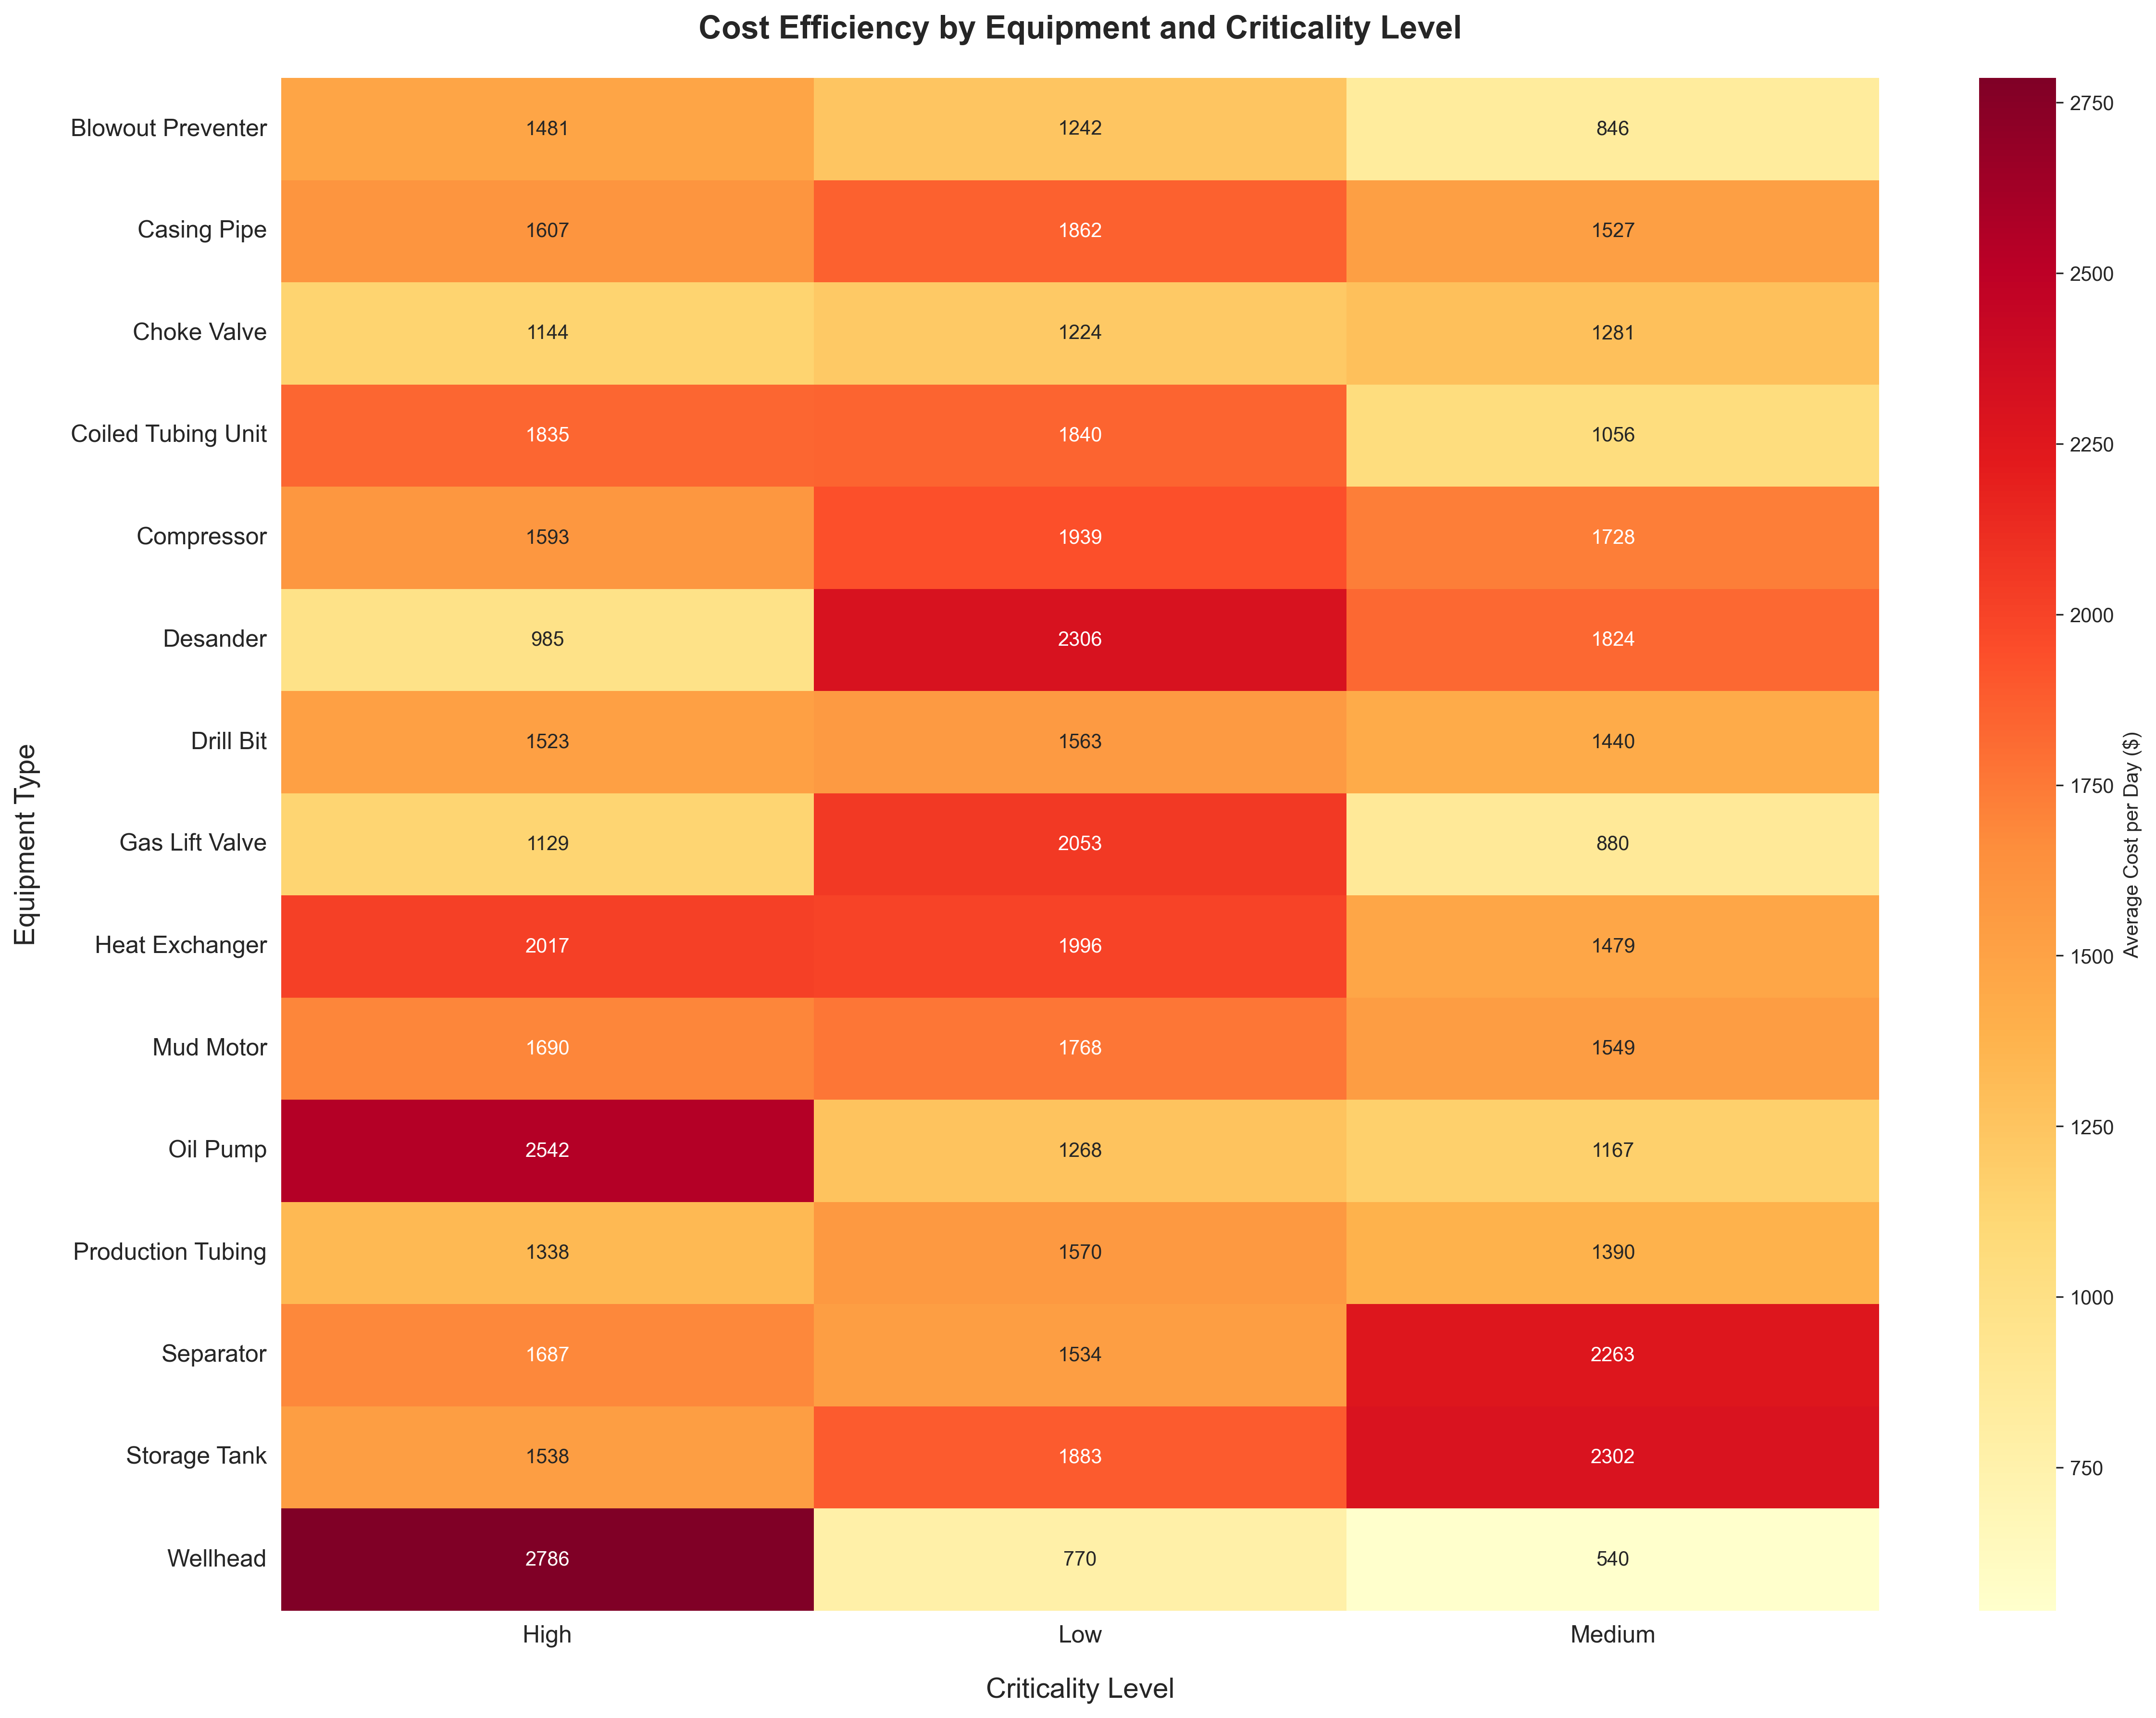 Cost Efficiency by Equipment and Criticality Level
Equipment Type
Blowout Preventer 1481 1242 846
Casing Pipe 1607 1862 1527
Choke Valve 1144 1224 1281
Coiled Tubing Unit 1835 1840 1056
Compressor 1593 1939 1728
Desander 985 2306 1824
Drill Bit 1523 1563 1440
Gas Lift Valve 1129 2053 880
Heat Exchanger 2017 1996 1479
Mud Motor 1690 1768 1549
Oil Pump 2542 1268 1167
Production Tubing 1338 1570 1390
Separator 1687 1534 2263
Storage Tank 1538 1883 2302
Wellhead 2786 770 540
High Low Medium
Criticality Level
2750
2500
2250
2000
1750
1500
1250
1000
750
Average Cost per Day ($)